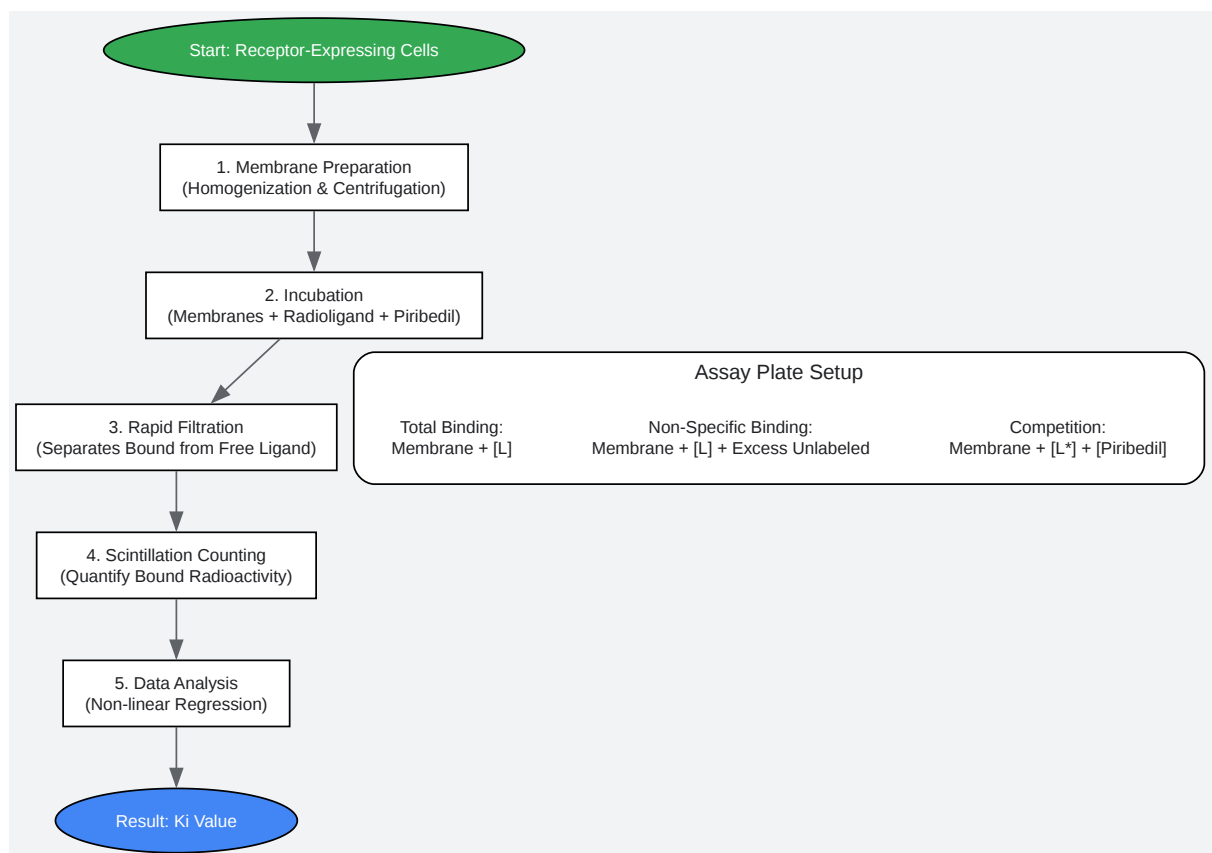 Start: Receptor-Expressing Cells
1. Membrane Preparation
(Homogenization & Centrifugation)
2. Incubation
(Membranes + Radioligand + Piribedil)
Assay Plate Setup
Total Binding:
Membrane + [L]
Non-Specific Binding:
Membrane + [L] + Excess Unlabeled
Competition:
Membrane + [L*] + [Piribedil]
3. Rapid Filtration
(Separates Bound from Free Ligand)
4. Scintillation Counting
(Quantify Bound Radioactivity)
5. Data Analysis
(Non-linear Regression)
Result: Ki Value